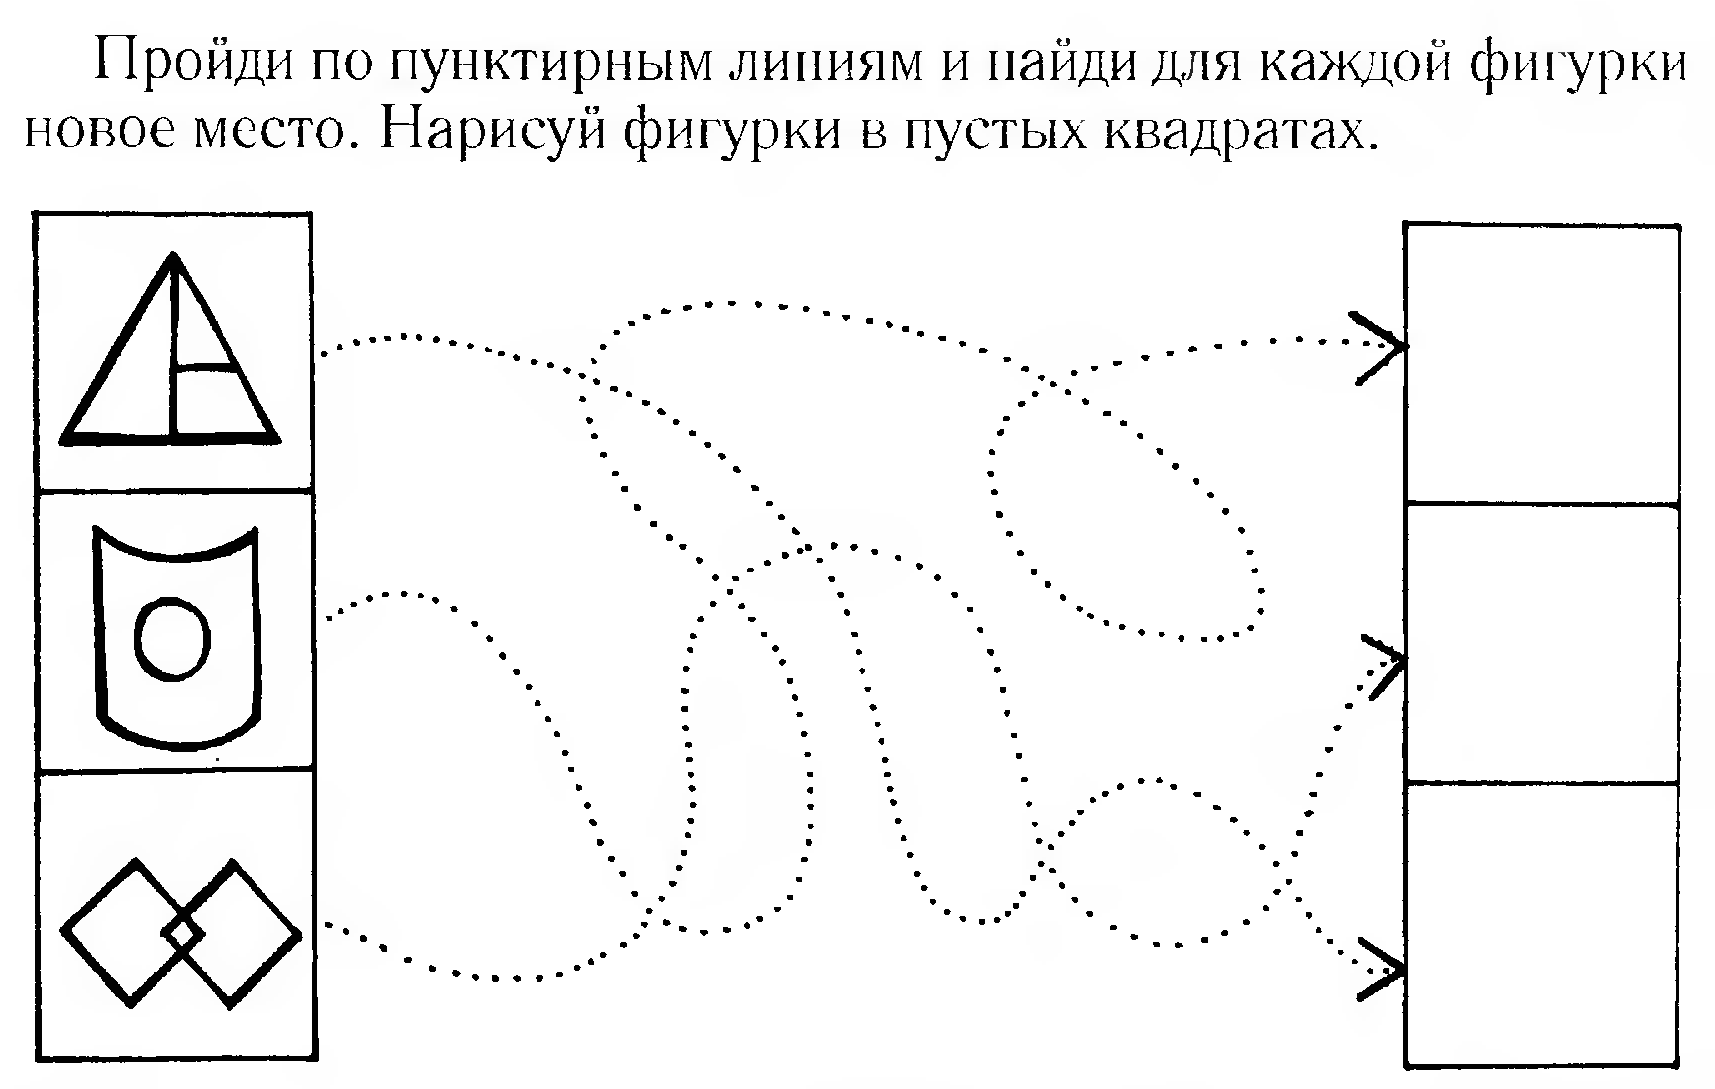 Пройди по пунктирным линиям и найди для каждой фигурки
новое место. Нарисуй фигурки в пустых квадратах.